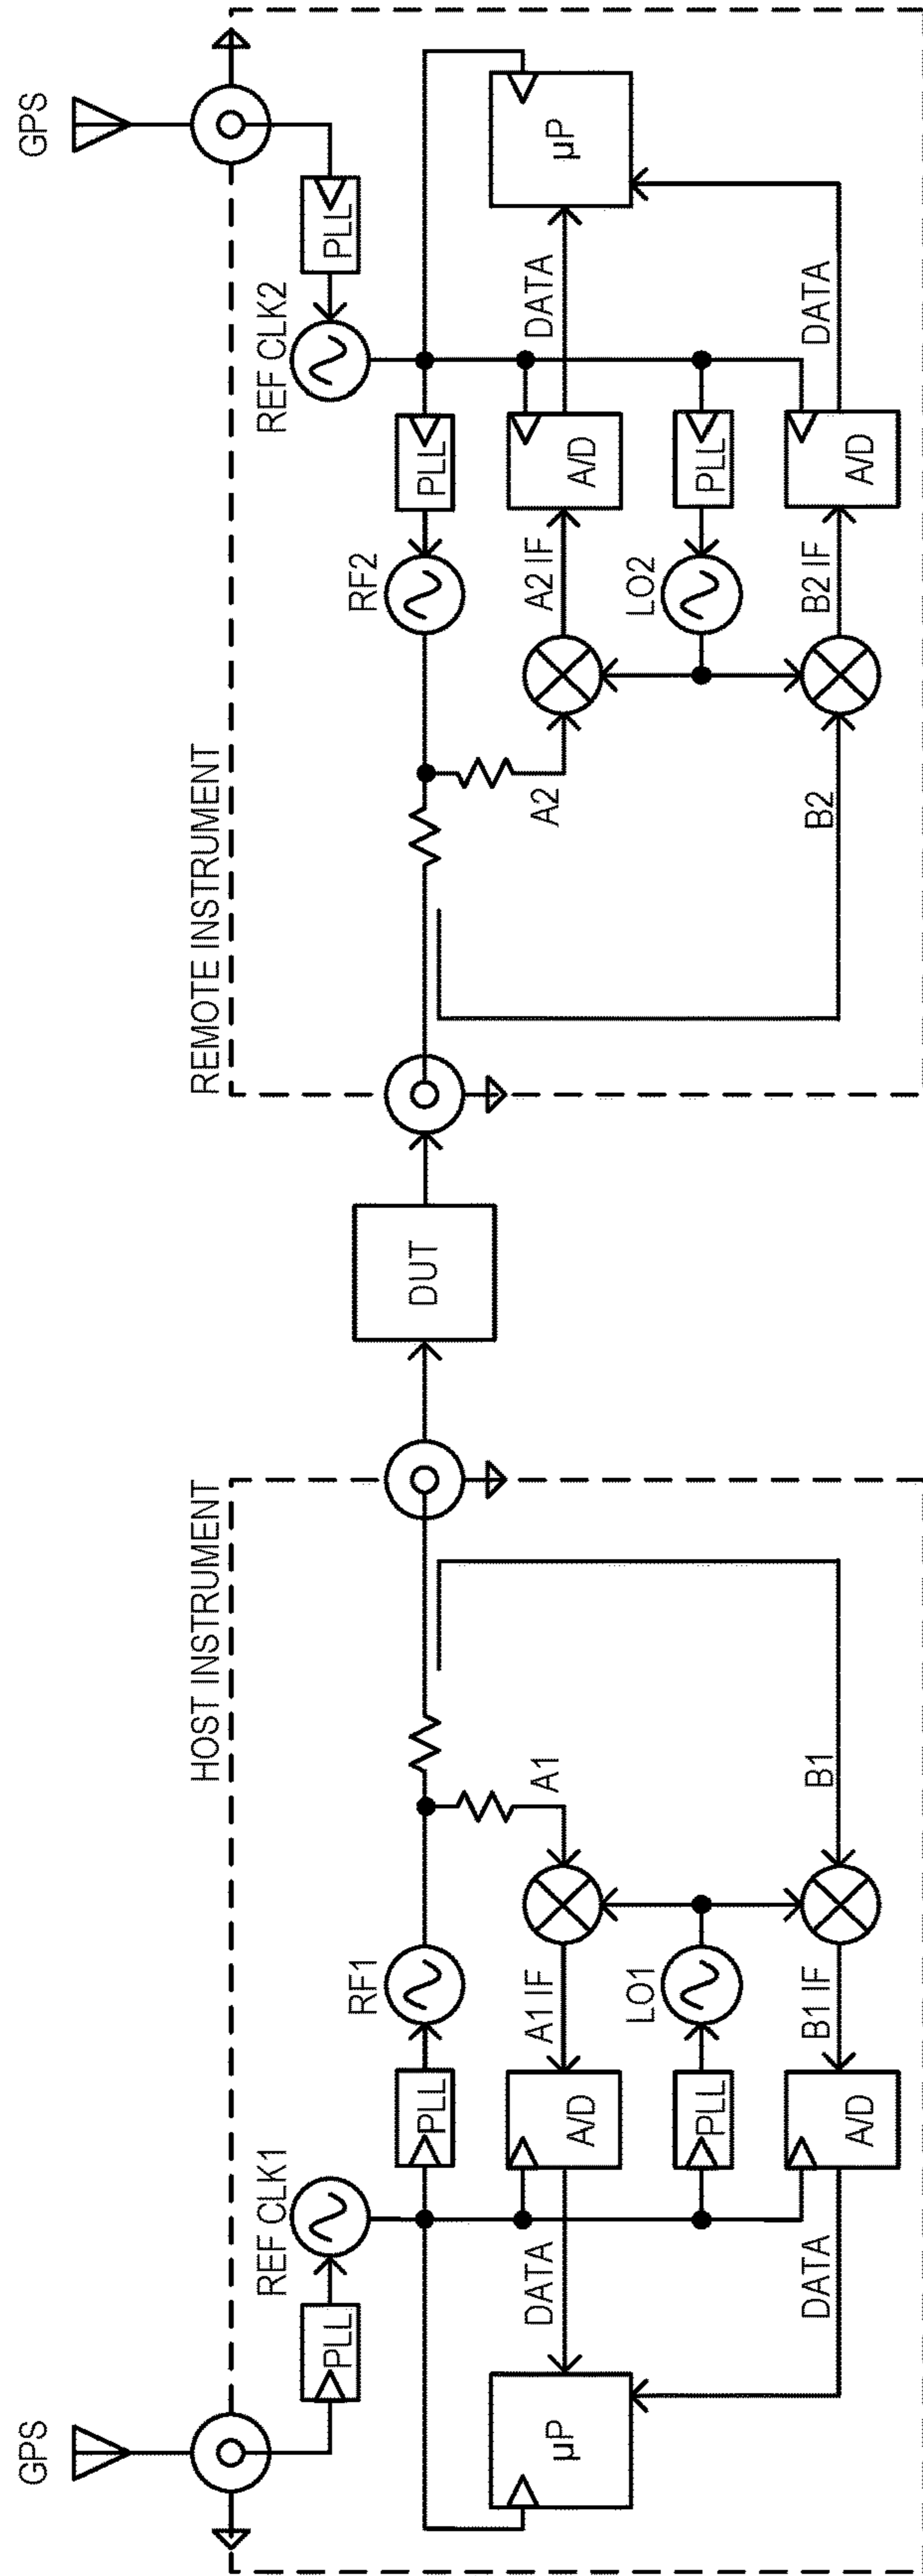 GPS
HOST INSTRUMENT
REF CLK1
PLL
RF1
PLL
A1
µP
DATA
A/D
A1 IF
LO1
PLL
DATA
A/D
B1 IF
B1
DUT
GPS
REMOTE INSTRUMENT
REF CLK2
PLL
RF2
PLL
A2
A2 IF
A/D
DATA
µP
LO2
PLL
B2
B2 IF
A/D
DATA